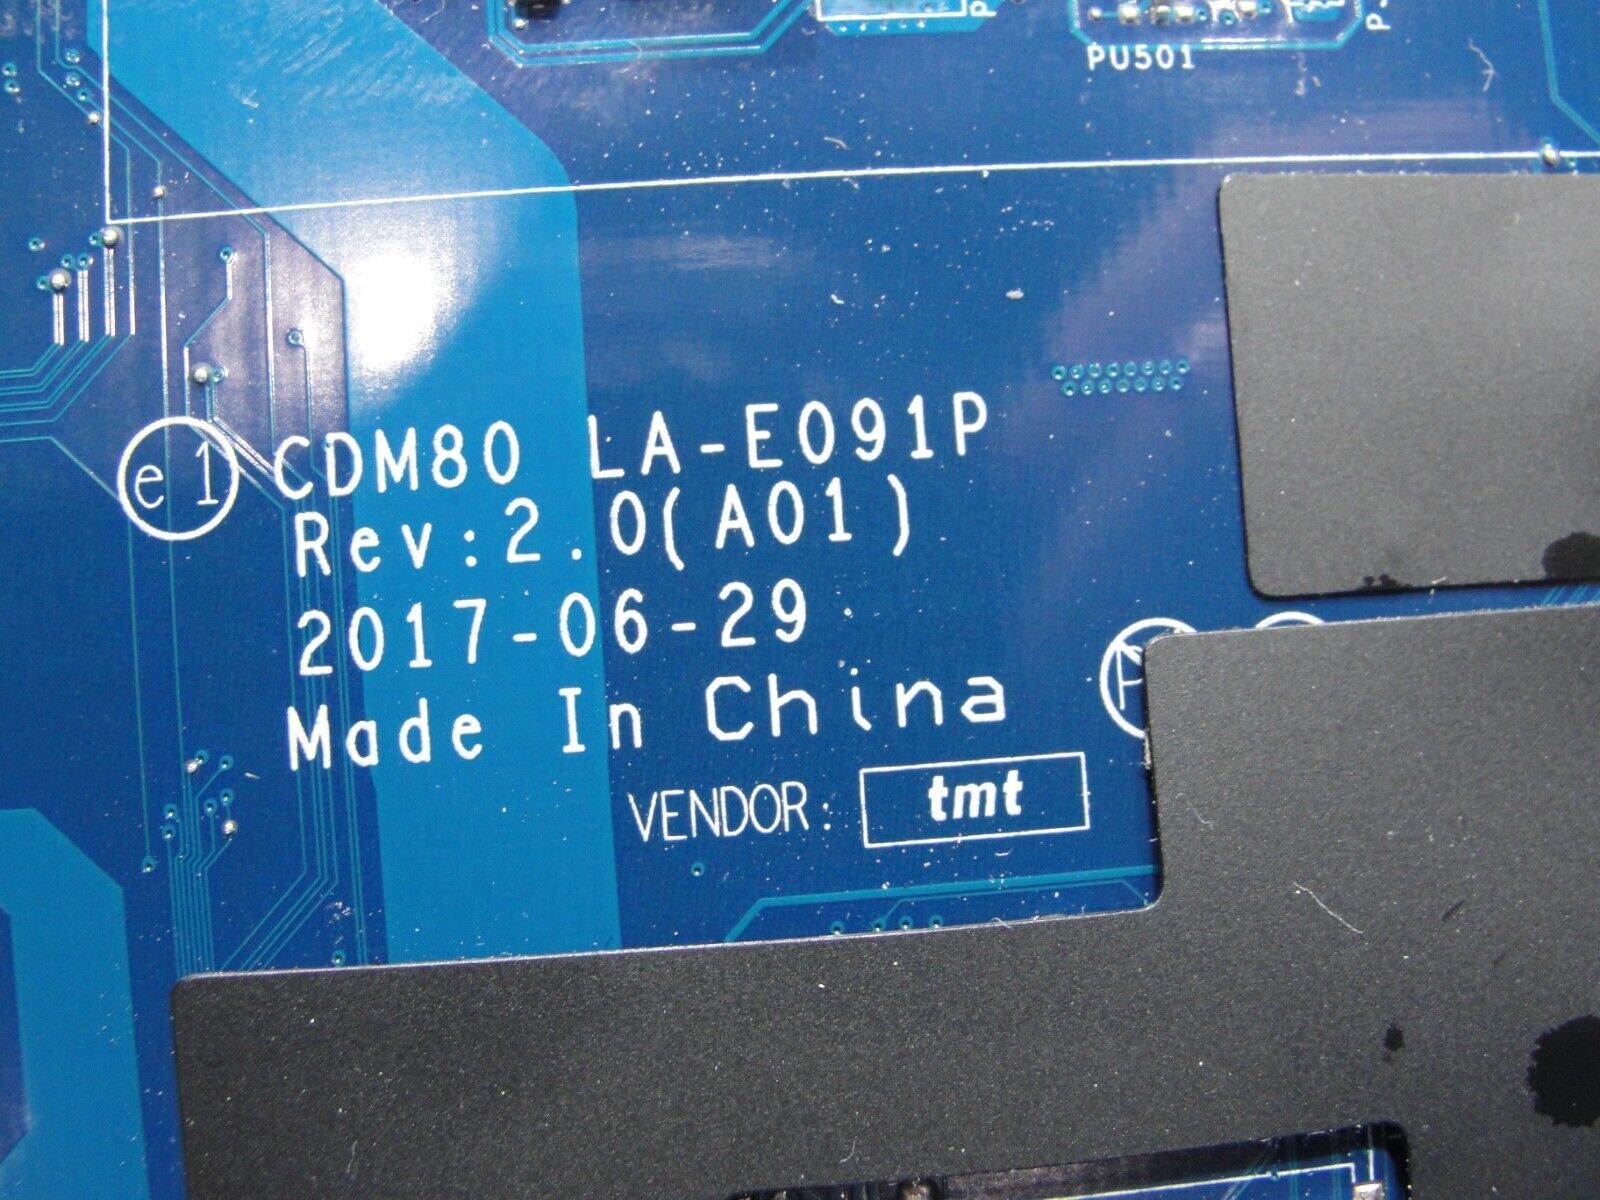 PU501
e1 CDM80 LA-E091P
Rev:2.0(A01)
2017-06-29
Made In China
VENDOR: tmt